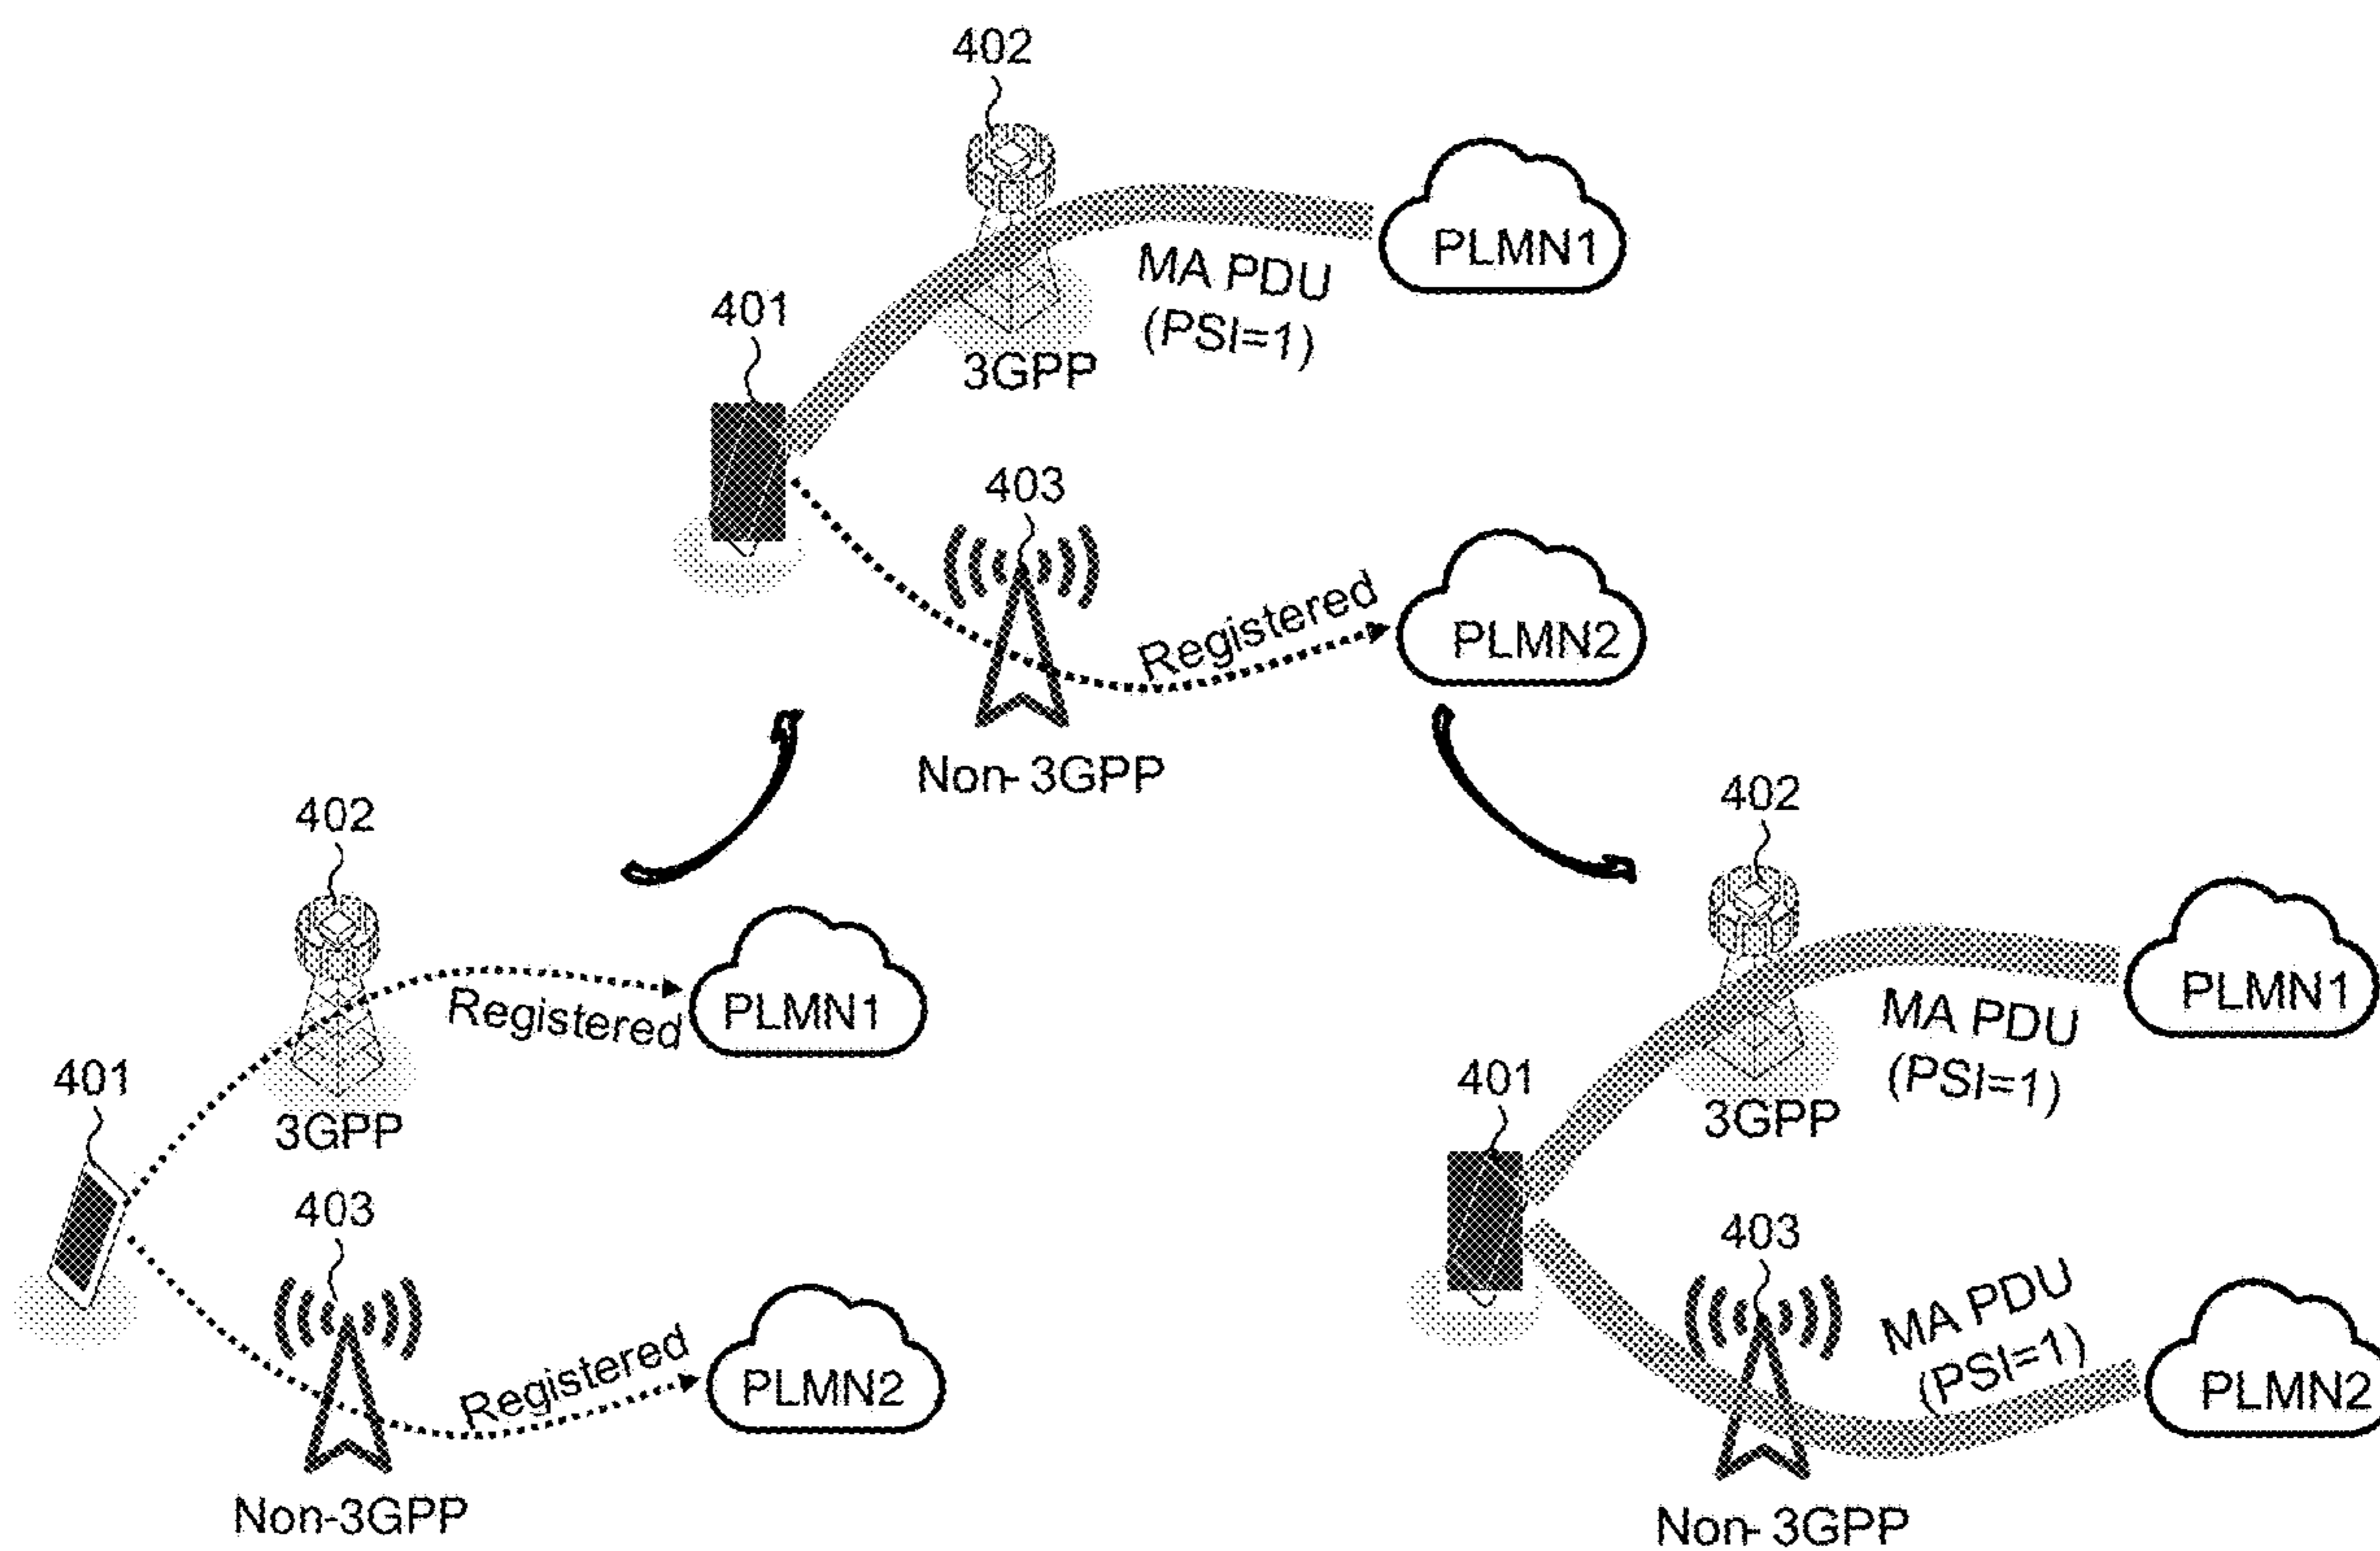 402
PLMN1
MA PDU
(PSI=1)
401
3GPP
403
Registered
PLMN2
Non-3GPP
402
Registered
PLMN1
401
3GPP
403
Registered
PLMN2
Non-3GPP
402
PLMN1
MA PDU
(PSI=1)
401
3GPP
403
MA PDU
(PSI=1)
PLMN2
Non-3GPP